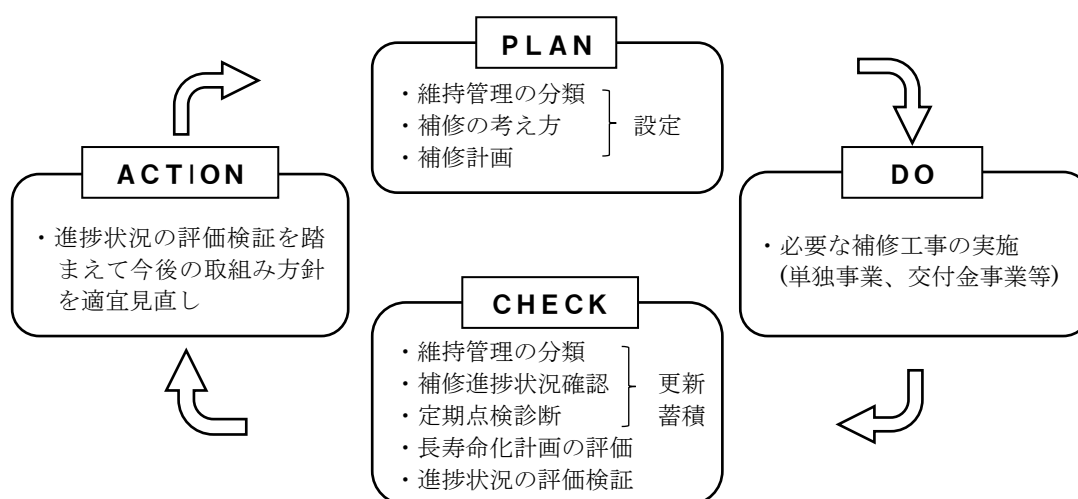 PLAN
・維持管理の分類
・補修の考え方
・補修計画
設定
ACTION
・進捗状況の評価検証を踏
まえて今後の取組み方針
を適宜見直し
DO
・必要な補修工事の実施
(単独事業、交付金事業等)
CHECK
・維持管理の分類
・補修進捗状況確認
・定期点検診断
更新
蓄積
・長寿命化計画の評価
・進捗状況の評価検証